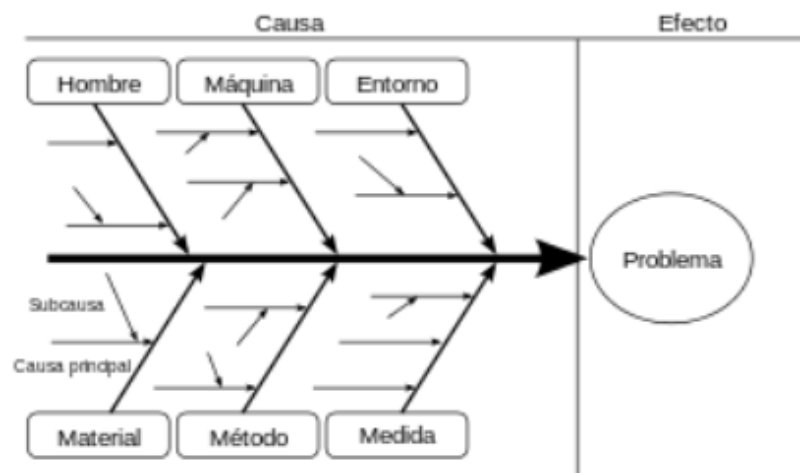 Causa
Efecto
Hombre
Máquina
Entorno
Problema
Subcausa
Causa principal
Material
Método
Medida